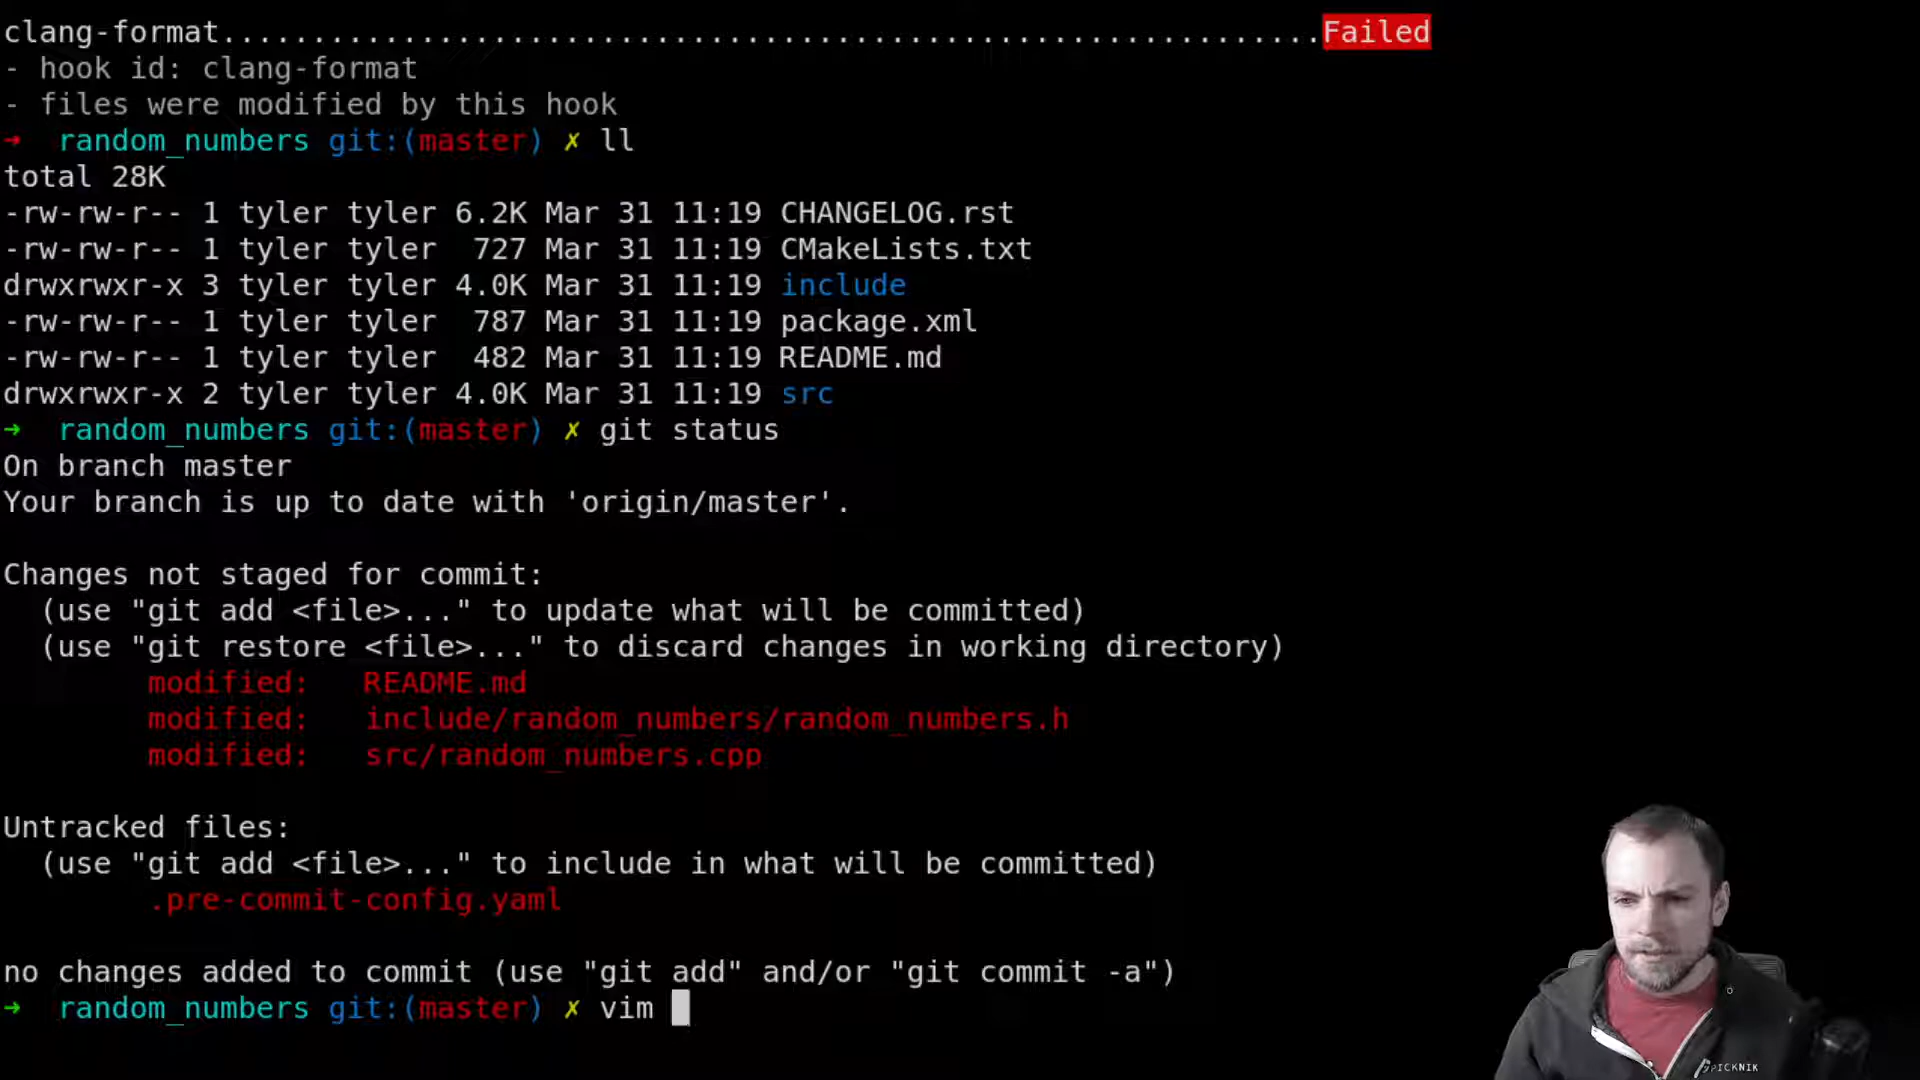 clang-format.............................................................Failed
- hook id: clang-format
- files were modified by this hook
→ random_numbers git:(master) ✗ ll
total 28K
-rw-rw-r-- 1 tyler tyler 6.2K Mar 31 11:19 CHANGELOG.rst
-rw-rw-r-- 1 tyler tyler  727 Mar 31 11:19 CMakeLists.txt
drwxrwxr-x 3 tyler tyler 4.0K Mar 31 11:19 include
-rw-rw-r-- 1 tyler tyler  787 Mar 31 11:19 package.xml
-rw-rw-r-- 1 tyler tyler  482 Mar 31 11:19 README.md
drwxrwxr-x 2 tyler tyler 4.0K Mar 31 11:19 src
→ random_numbers git:(master) ✗ git status
On branch master
Your branch is up to date with 'origin/master'.
Changes not staged for commit:
  (use "git add <file>..." to update what will be committed)
  (use "git restore <file>..." to discard changes in working directory)
        modified:   README.md
        modified:   include/random_numbers/random_numbers.h
        modified:   src/random_numbers.cpp
Untracked files:
  (use "git add <file>..." to include in what will be committed)
        .pre-commit-config.yaml
no changes added to commit (use "git add" and/or "git commit -a")
→ random_numbers git:(master) ✗ vim
PICKNIK